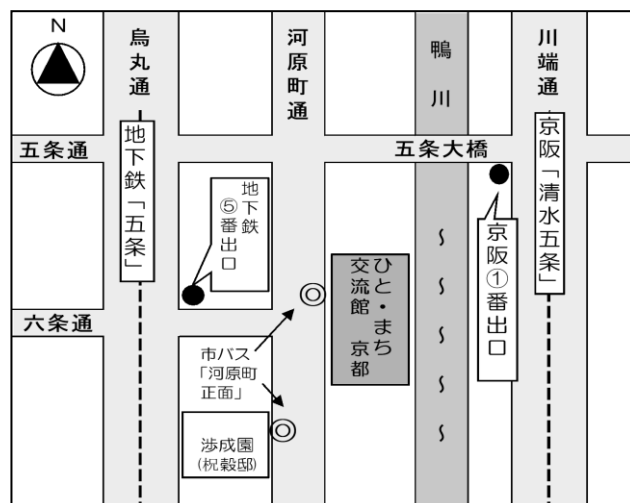 N
烏丸通
河原町通
鴨川
川端通
五条通
五条大橋
地下鉄「五条」
地下鉄
⑤番出口
京阪「清水五条」
京阪①番出口
ひと・まち
交流館 京都
六条通
市バス
「河原町
正面」
渉成園
(枳穀邸)